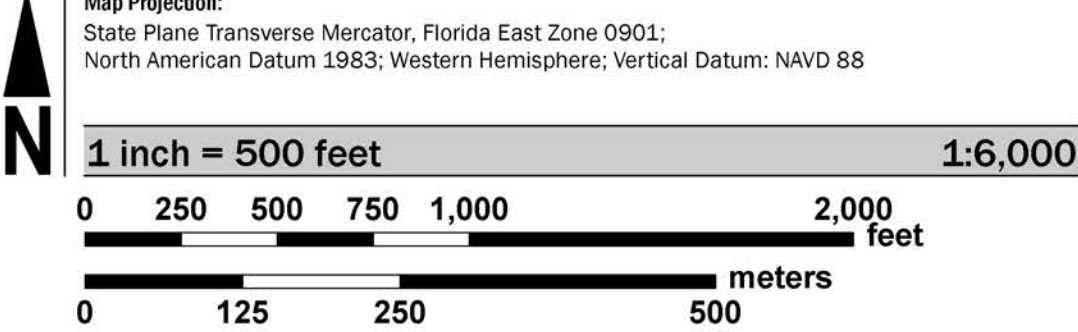 Map Projection:
State Plane Transverse Mercator, Florida East Zone 0901;
North American Datum 1983; Western Hemisphere; Vertical Datum: NAVD 88
N
1 inch = 500 feet 1:6,000
0 250 500 750 1,000 2,000
feet
meters
0 125 250 500